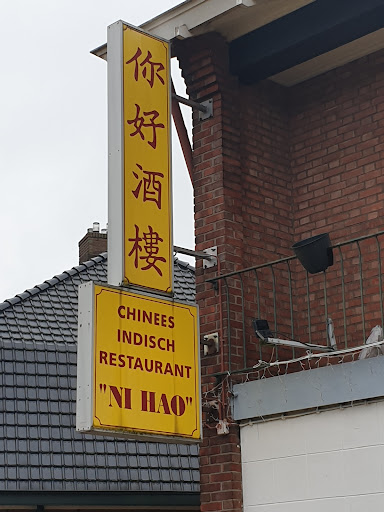 你好酒樓
CHINEES
INDISCH
RESTAURANT
"NI HAO"